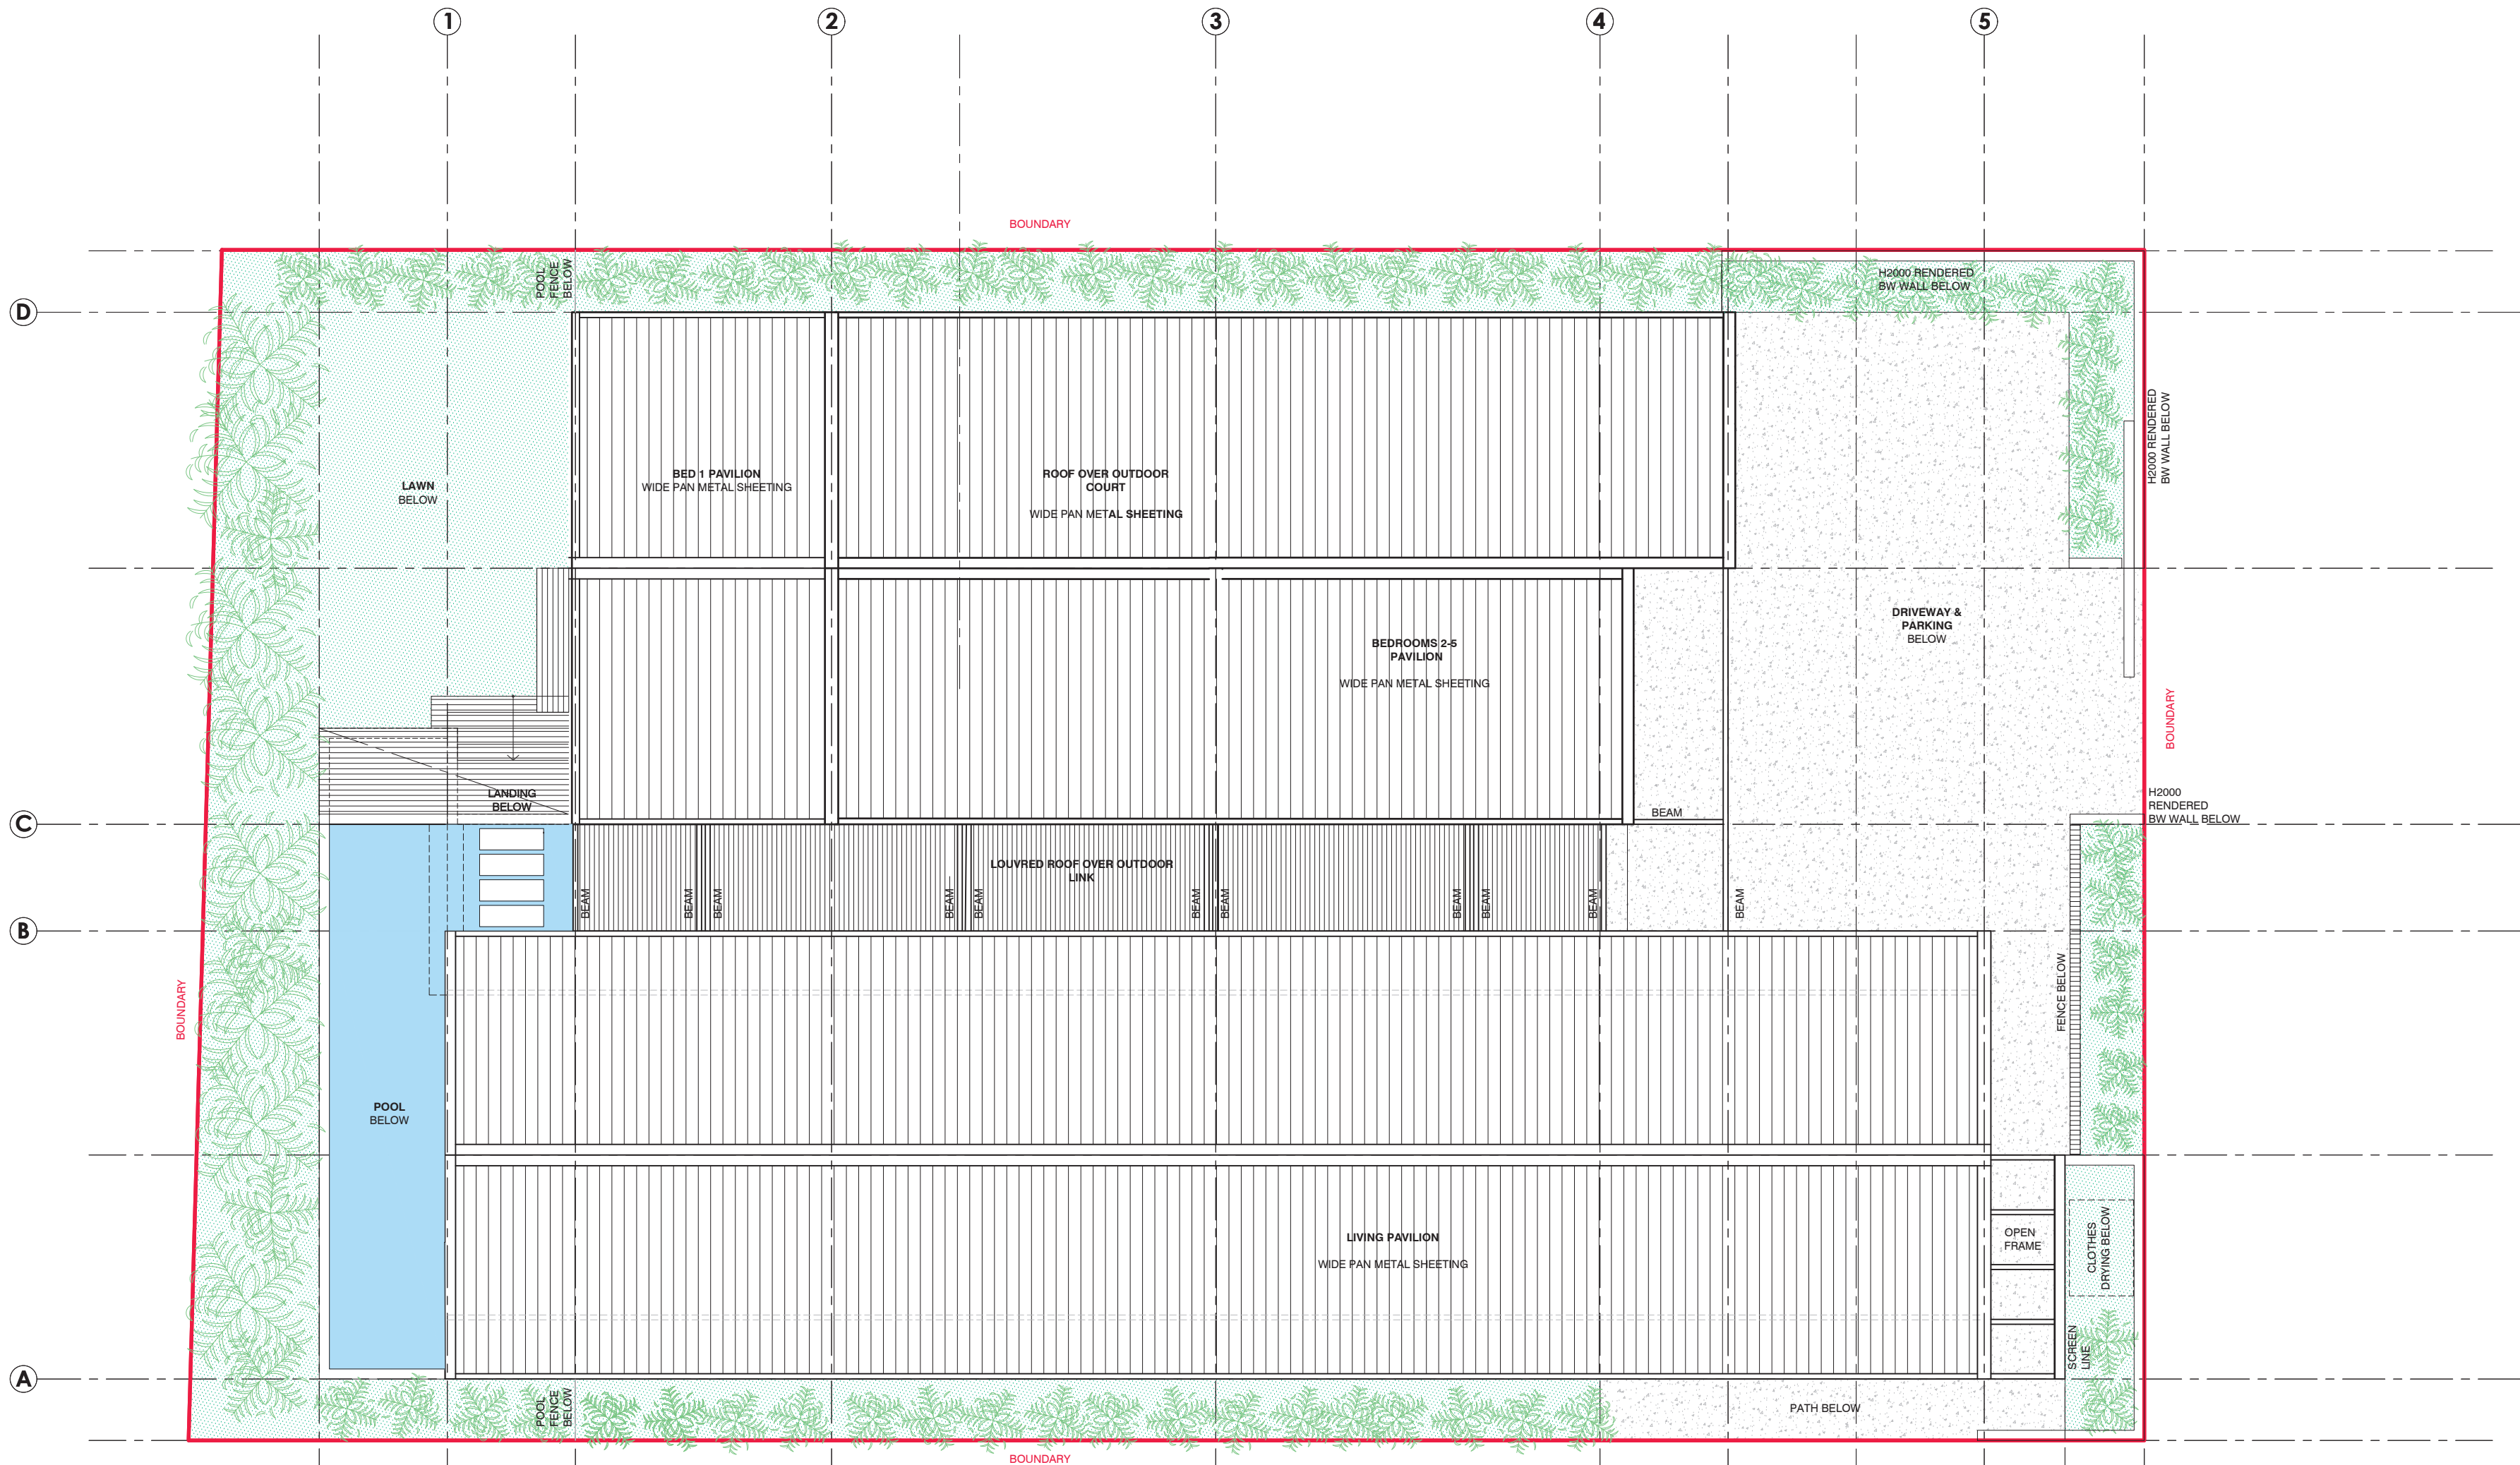 1
2
3
4
5
BOUNDARY
POOL
FENCE
BELOW
H2000 RENDERED
BW WALL BELOW
D
H2000 RENDERED
BW WALL BELOW
LAWN
BELOW
BED 1 PAVILION
WIDE PAN METAL SHEETING
ROOF OVER OUTDOOR
COURT
WIDE PAN METAL SHEETING
DRIVEWAY &
PARKING
BELOW
BEDROOMS 2-5
PAVILION
WIDE PAN METAL SHEETING
BOUNDARY
LANDING
BELOW
H2000
RENDERED
BW WALL BELOW
BEAM
C
LOUVRED ROOF OVER OUTDOOR
LINK
BEAM
BEAM
BEAM
BEAM
BEAM
BEAM
BEAM
BEAM
BEAM
BEAM
BEAM
B
BOUNDARY
FENCE BELOW
POOL
BELOW
LIVING PAVILION
WIDE PAN METAL SHEETING
OPEN
FRAME
CLOTHES
DRYING BELOW
SCREEN
LINE
A
POOL
FENCE
BELOW
PATH BELOW
BOUNDARY